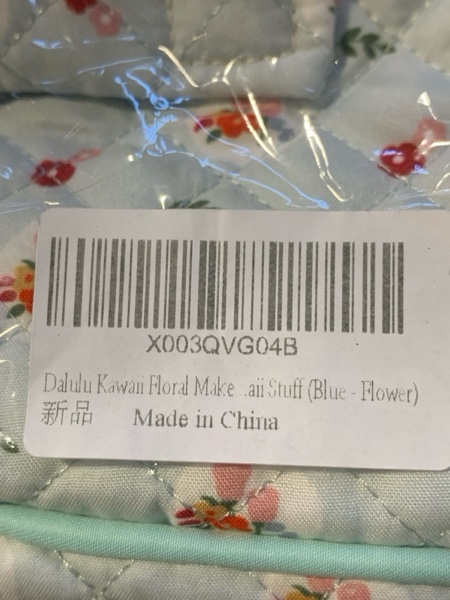 X003QVG04B
Dalulu Kawaii Floral Make ...aii Stuff (Blue - Flower)
新品 Made in China